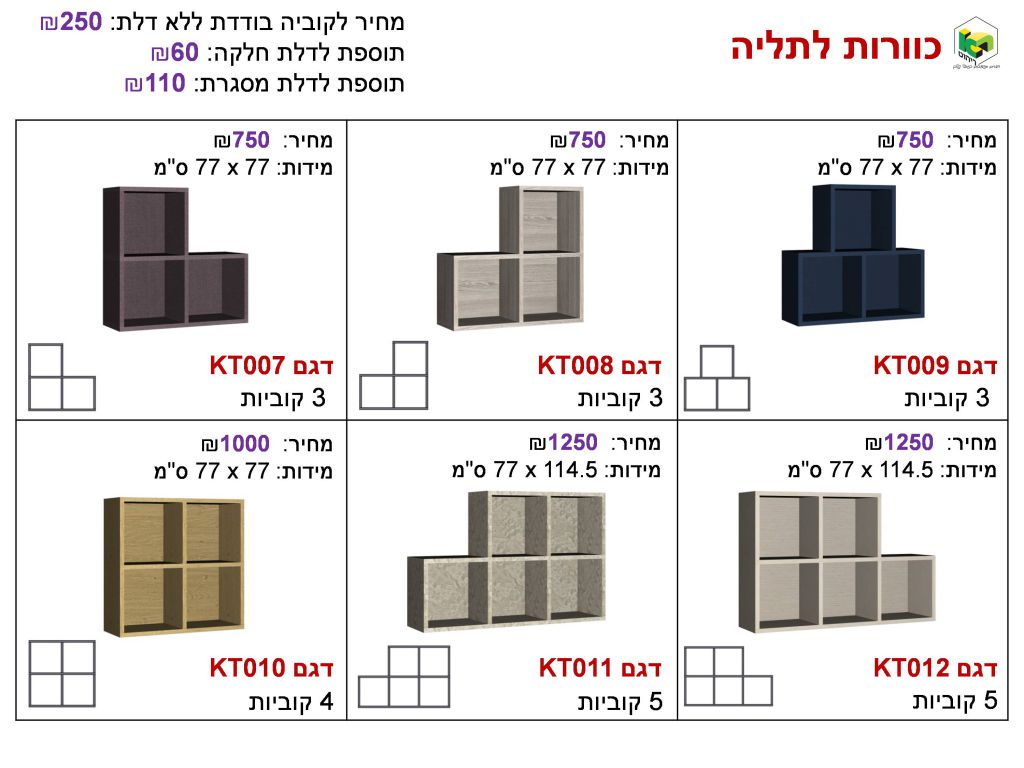 כוורות לתליה
מחיר לקוביה בודדת ללא דלת: 250₪
תוספת לדלת חלקה: 60₪
תוספת לדלת מסגרת: 110₪
מחיר: 750₪
מידות: 77 x 77 ס"מ
דגם KT009
3 קוביות
מחיר: 750₪
מידות: 77 x 77 ס"מ
דגם KT008
3 קוביות
מחיר: 750₪
מידות: 77 x 77 ס"מ
דגם KT007
3 קוביות
מחיר: 1250₪
מידות: 114.5 x 77 ס"מ
דגם KT012
5 קוביות
מחיר: 1250₪
מידות: 114.5 x 77 ס"מ
דגם KT011
5 קוביות
מחיר: 1000₪
מידות: 77 x 77 ס"מ
דגם KT010
4 קוביות